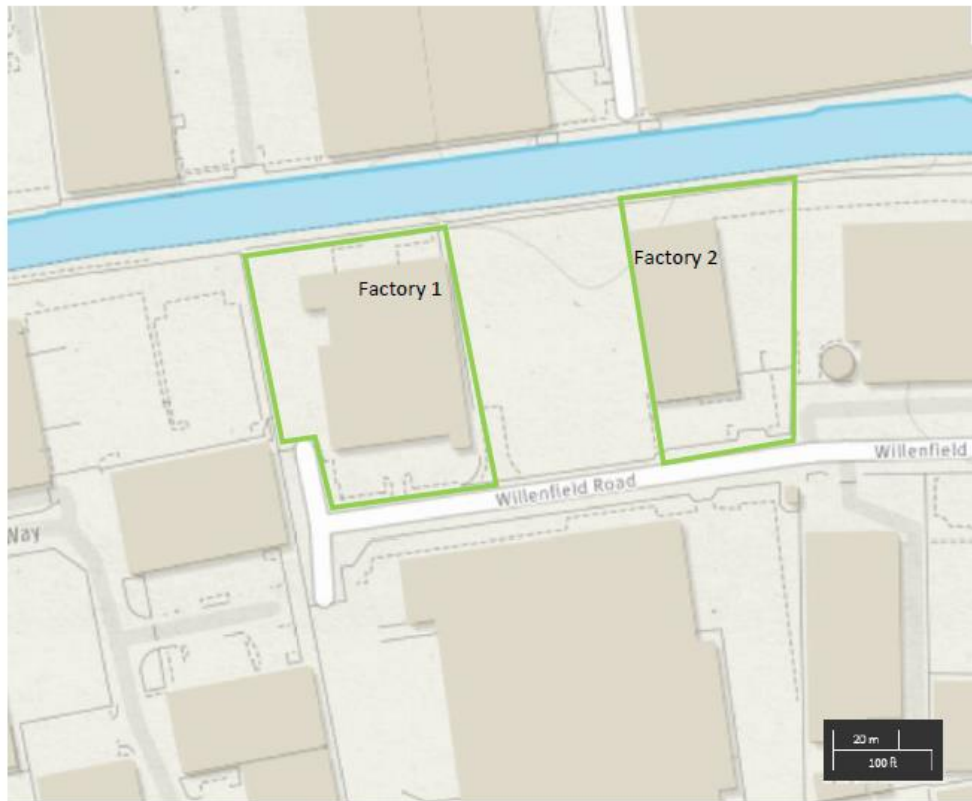 Factory 2
Factory 1
Willenfield
Willenfield Road
Way
20 m
100 ft